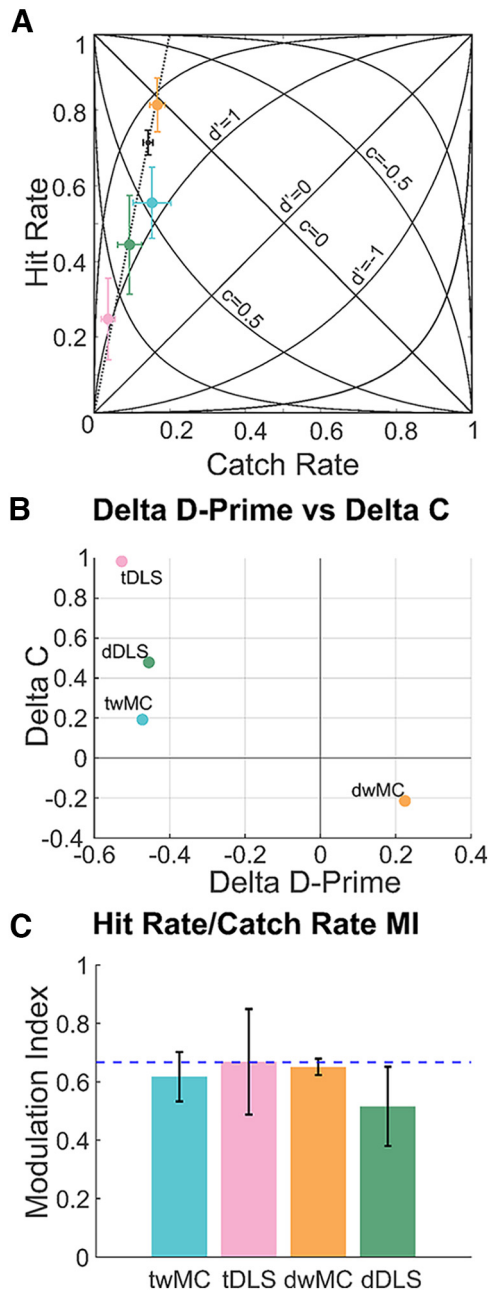 A
1
0.8
0.6
0.4
0.2
0
0.2
0.4
0.6
0.8
1
Hit Rate
Catch Rate
d'=1
c=-0.5
d'=0
c=0
d'=-1
c=0.5
B
Delta D-Prime vs Delta C
1
0.8
0.6
0.4
0.2
0
-0.2
-0.4
Delta C
tDLS
dDLS
twMC
dwMC
-0.6
-0.4
-0.2
0
0.2
0.4
Delta D-Prime
C
Hit Rate/Catch Rate MI
1
0.8
0.6
0.4
0.2
0
Modulation Index
twMC tDLS dwMC dDLS